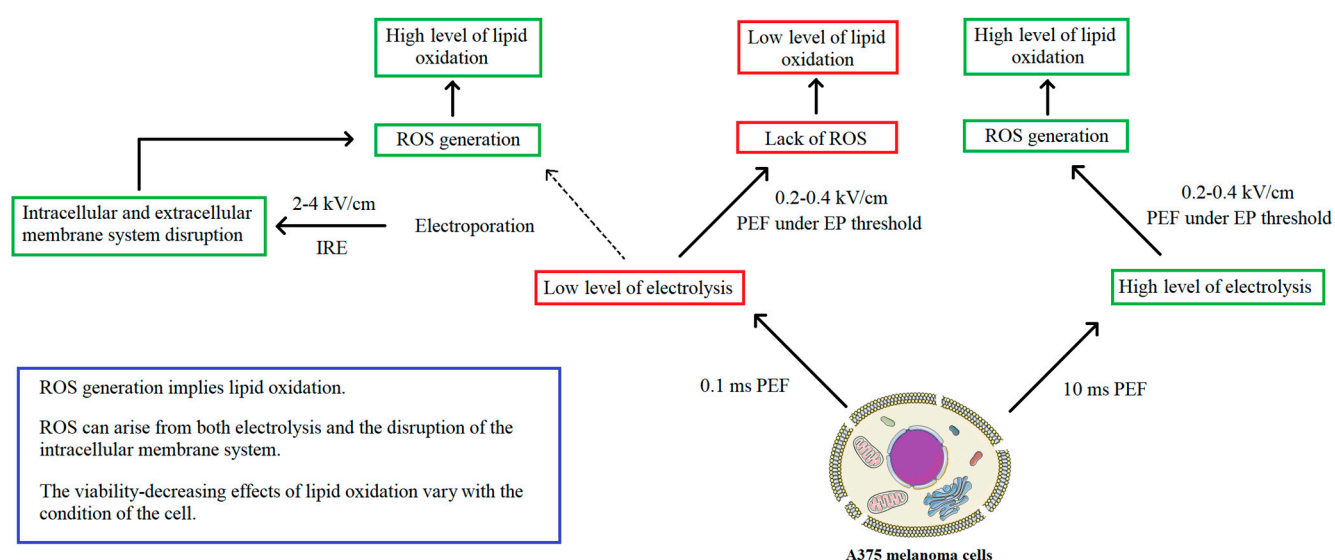 High level of lipid
oxidation
Low level of lipid
oxidation
High level of lipid
oxidation
ROS generation
Lack of ROS
ROS generation
Intracellular and extracellular
membrane system disruption
2-4 kV/cm
IRE
Electroporation
0.2-0.4 kV/cm
PEF under EP threshold
0.2-0.4 kV/cm
PEF under EP threshold
Low level of electrolysis
High level of electrolysis
0.1 ms PEF
10 ms PEF
ROS generation implies lipid oxidation.
ROS can arise from both electrolysis and the disruption of the
intracellular membrane system.
The viability-decreasing effects of lipid oxidation vary with the
condition of the cell.
A375 melanoma cells